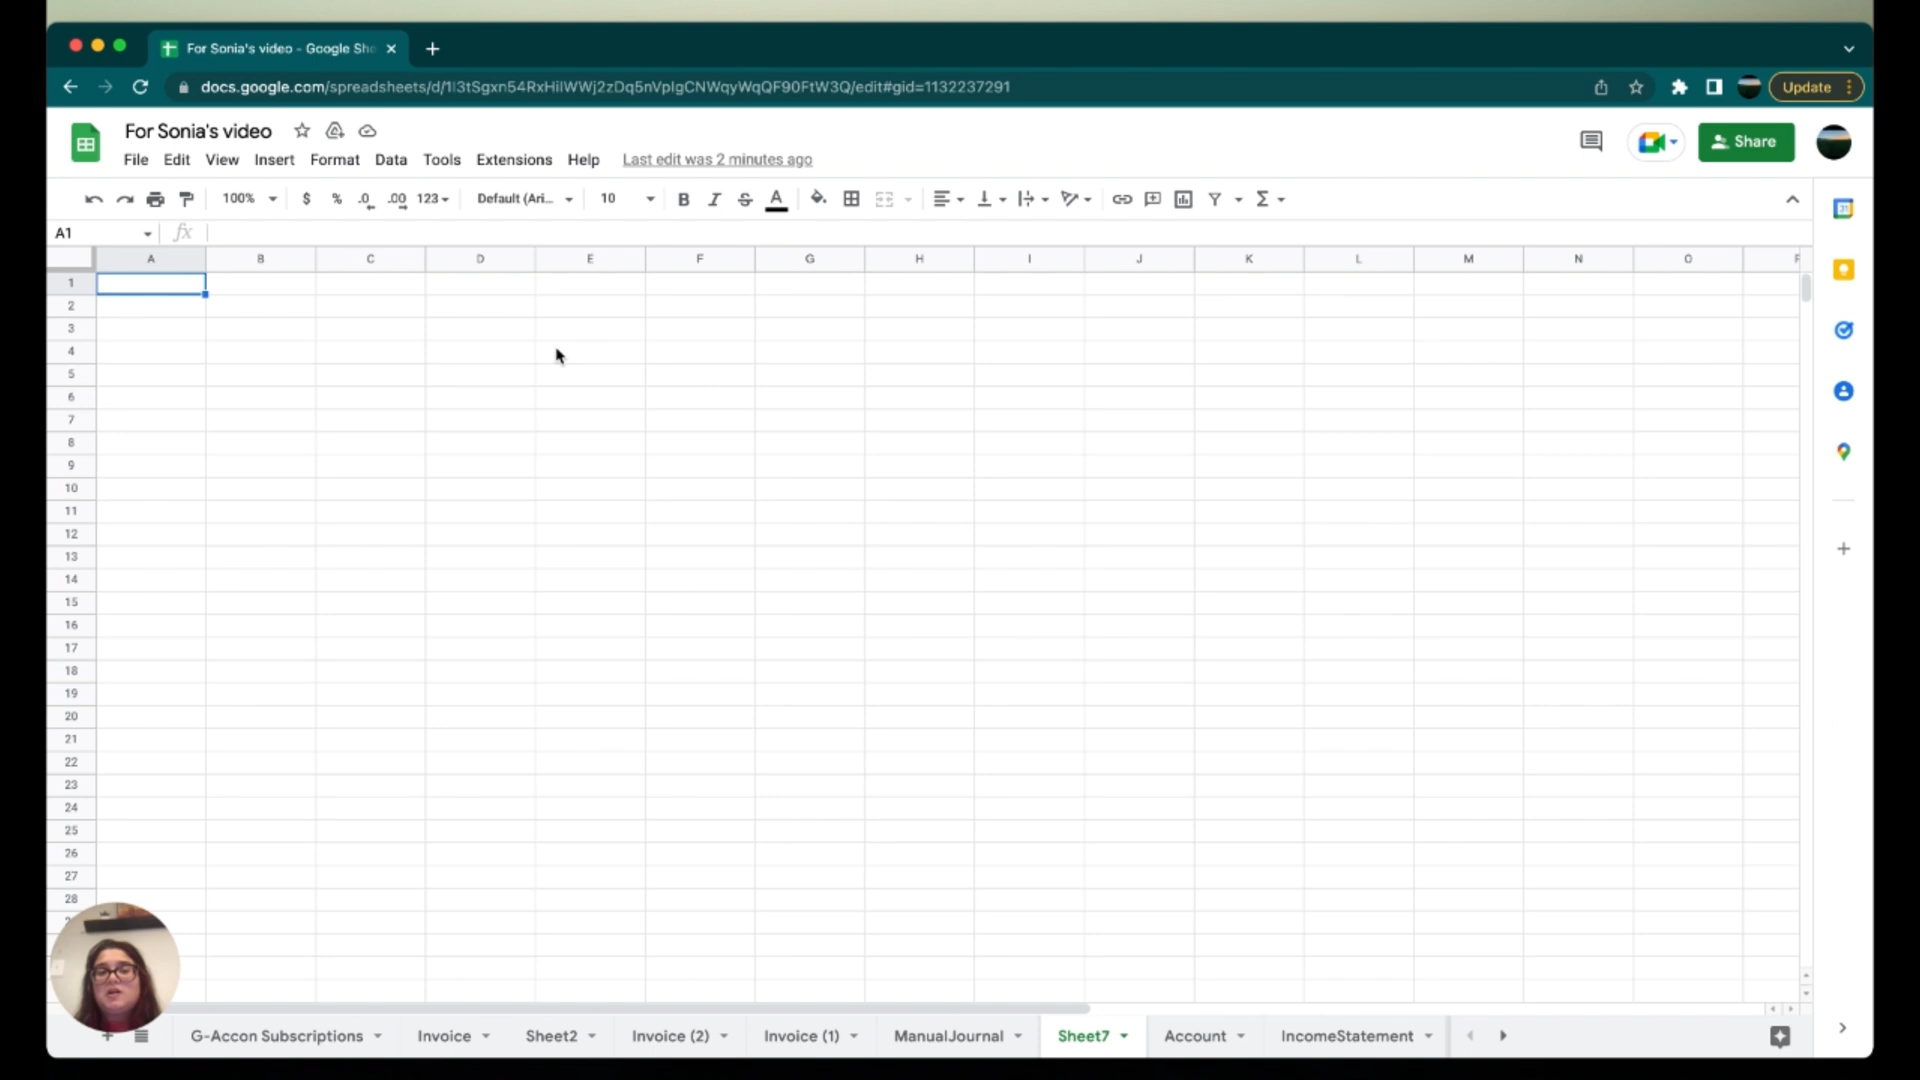 For Sonia's video - Google She
docs.google.com/spreadsheets/d/1l3tSgxn54RxHilWWj2zDq5nVplgCNWqyWqQF90FtW3Q/edit#gid=1132237291
Update
For Sonia's video
Share
File Edit View Insert Format Data Tools Extensions Help Last edit was 2 minutes ago
100% $ % .0 .00 123 Default (Ari... 10 B I S A Σ
31
A1 fx
A B C D E F G H I J K L M N O P
1
2
3
4
5
6
7
8
9
10
11
12
13
14
15
16
17
18
19
20
21
22
23
24
25
26
27
28
G-Accon Subscriptions Invoice Sheet2 Invoice (2) Invoice (1) ManualJournal Sheet7 Account IncomeStatement